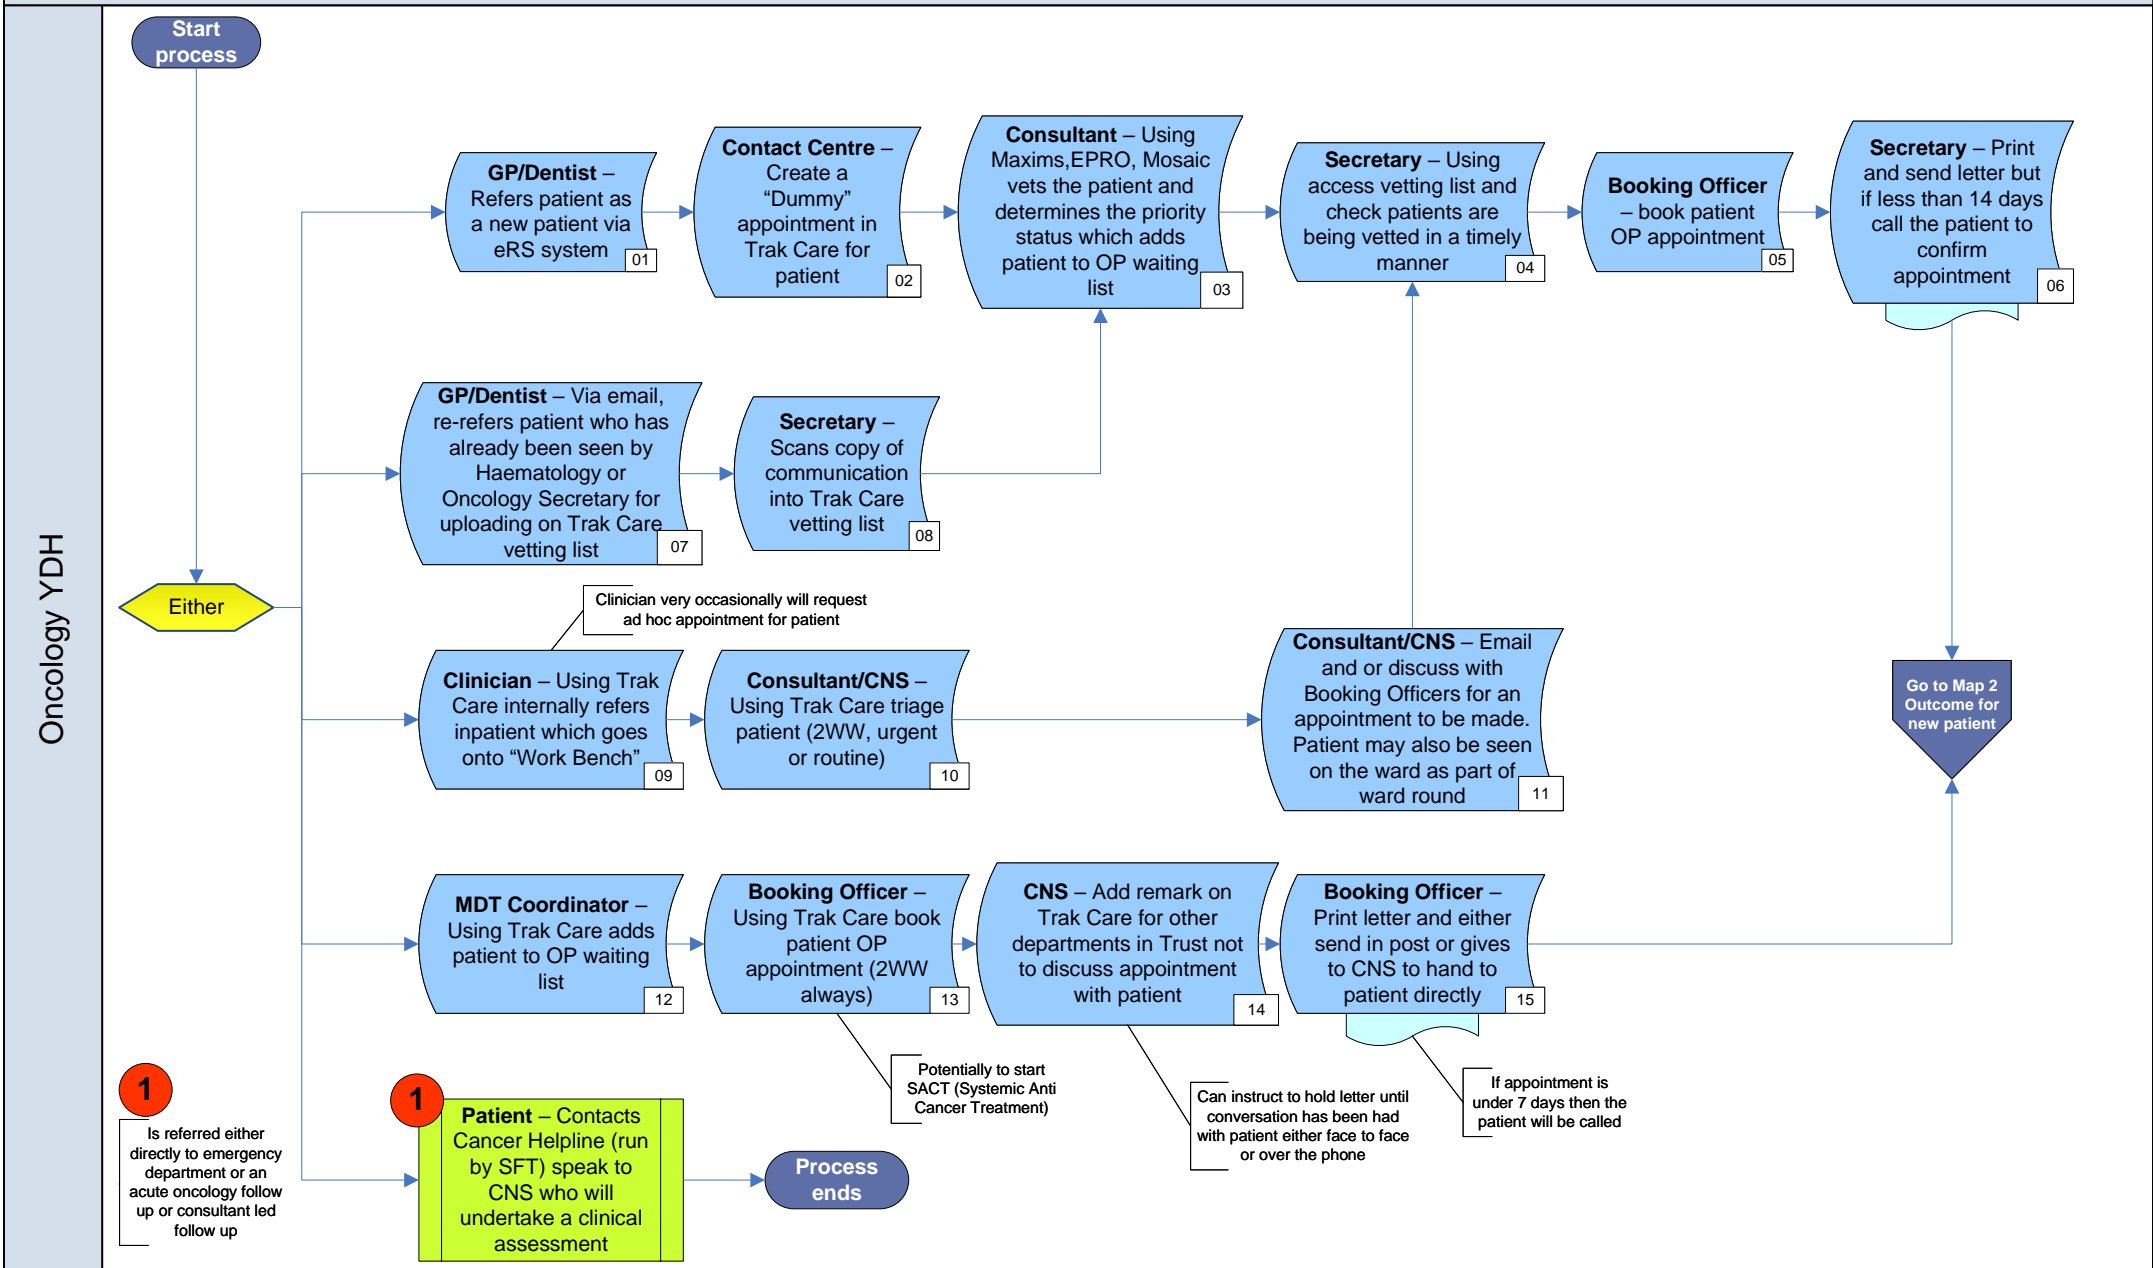 Oncology YDH
Start
process
GP/Dentist –
Refers patient as
a new patient via
eRS system
01
Contact Centre –
Create a
“Dummy”
appointment in
Trak Care for
patient
02
Consultant – Using
Maxims,EPRO, Mosaic
vets the patient and
determines the priority
status which adds
patient to OP waiting
list
03
Secretary – Using
access vetting list and
check patients are
being vetted in a timely
manner
04
Booking Officer
– book patient
OP appointment
05
Secretary – Print
and send letter but
if less than 14 days
call the patient to
confirm
appointment
06
GP/Dentist – Via email,
re-refers patient who has
already been seen by
Haematology or
Oncology Secretary for
uploading on Trak Care
vetting list
07
Secretary –
Scans copy of
communication
into Trak Care
vetting list
08
Either
Clinician very occasionally will request
ad hoc appointment for patient
Clinician – Using Trak
Care internally refers
inpatient which goes
onto “Work Bench”
09
Consultant/CNS –
Using Trak Care triage
patient (2WW, urgent
or routine)
10
Consultant/CNS – Email
and or discuss with
Booking Officers for an
appointment to be made.
Patient may also be seen
on the ward as part of
ward round
11
Go to Map 2
Outcome for
new patient
MDT Coordinator –
Using Trak Care adds
patient to OP waiting
list
12
Booking Officer –
Using Trak Care book
patient OP
appointment (2WW
always)
13
CNS – Add remark on
Trak Care for other
departments in Trust not
to discuss appointment
with patient
14
Booking Officer –
Print letter and either
send in post or gives
to CNS to hand to
patient directly
15
Potentially to start
SACT (Systemic Anti
Cancer Treatment)
Can instruct to hold letter until
conversation has been had
with patient either face to face
or over the phone
If appointment is
under 7 days then the
patient will be called
1
Is referred either
directly to emergency
department or an
acute oncology follow
up or consultant led
follow up
1
Patient – Contacts
Cancer Helpline (run
by SFT) speak to
CNS who will
undertake a clinical
assessment
Process
ends